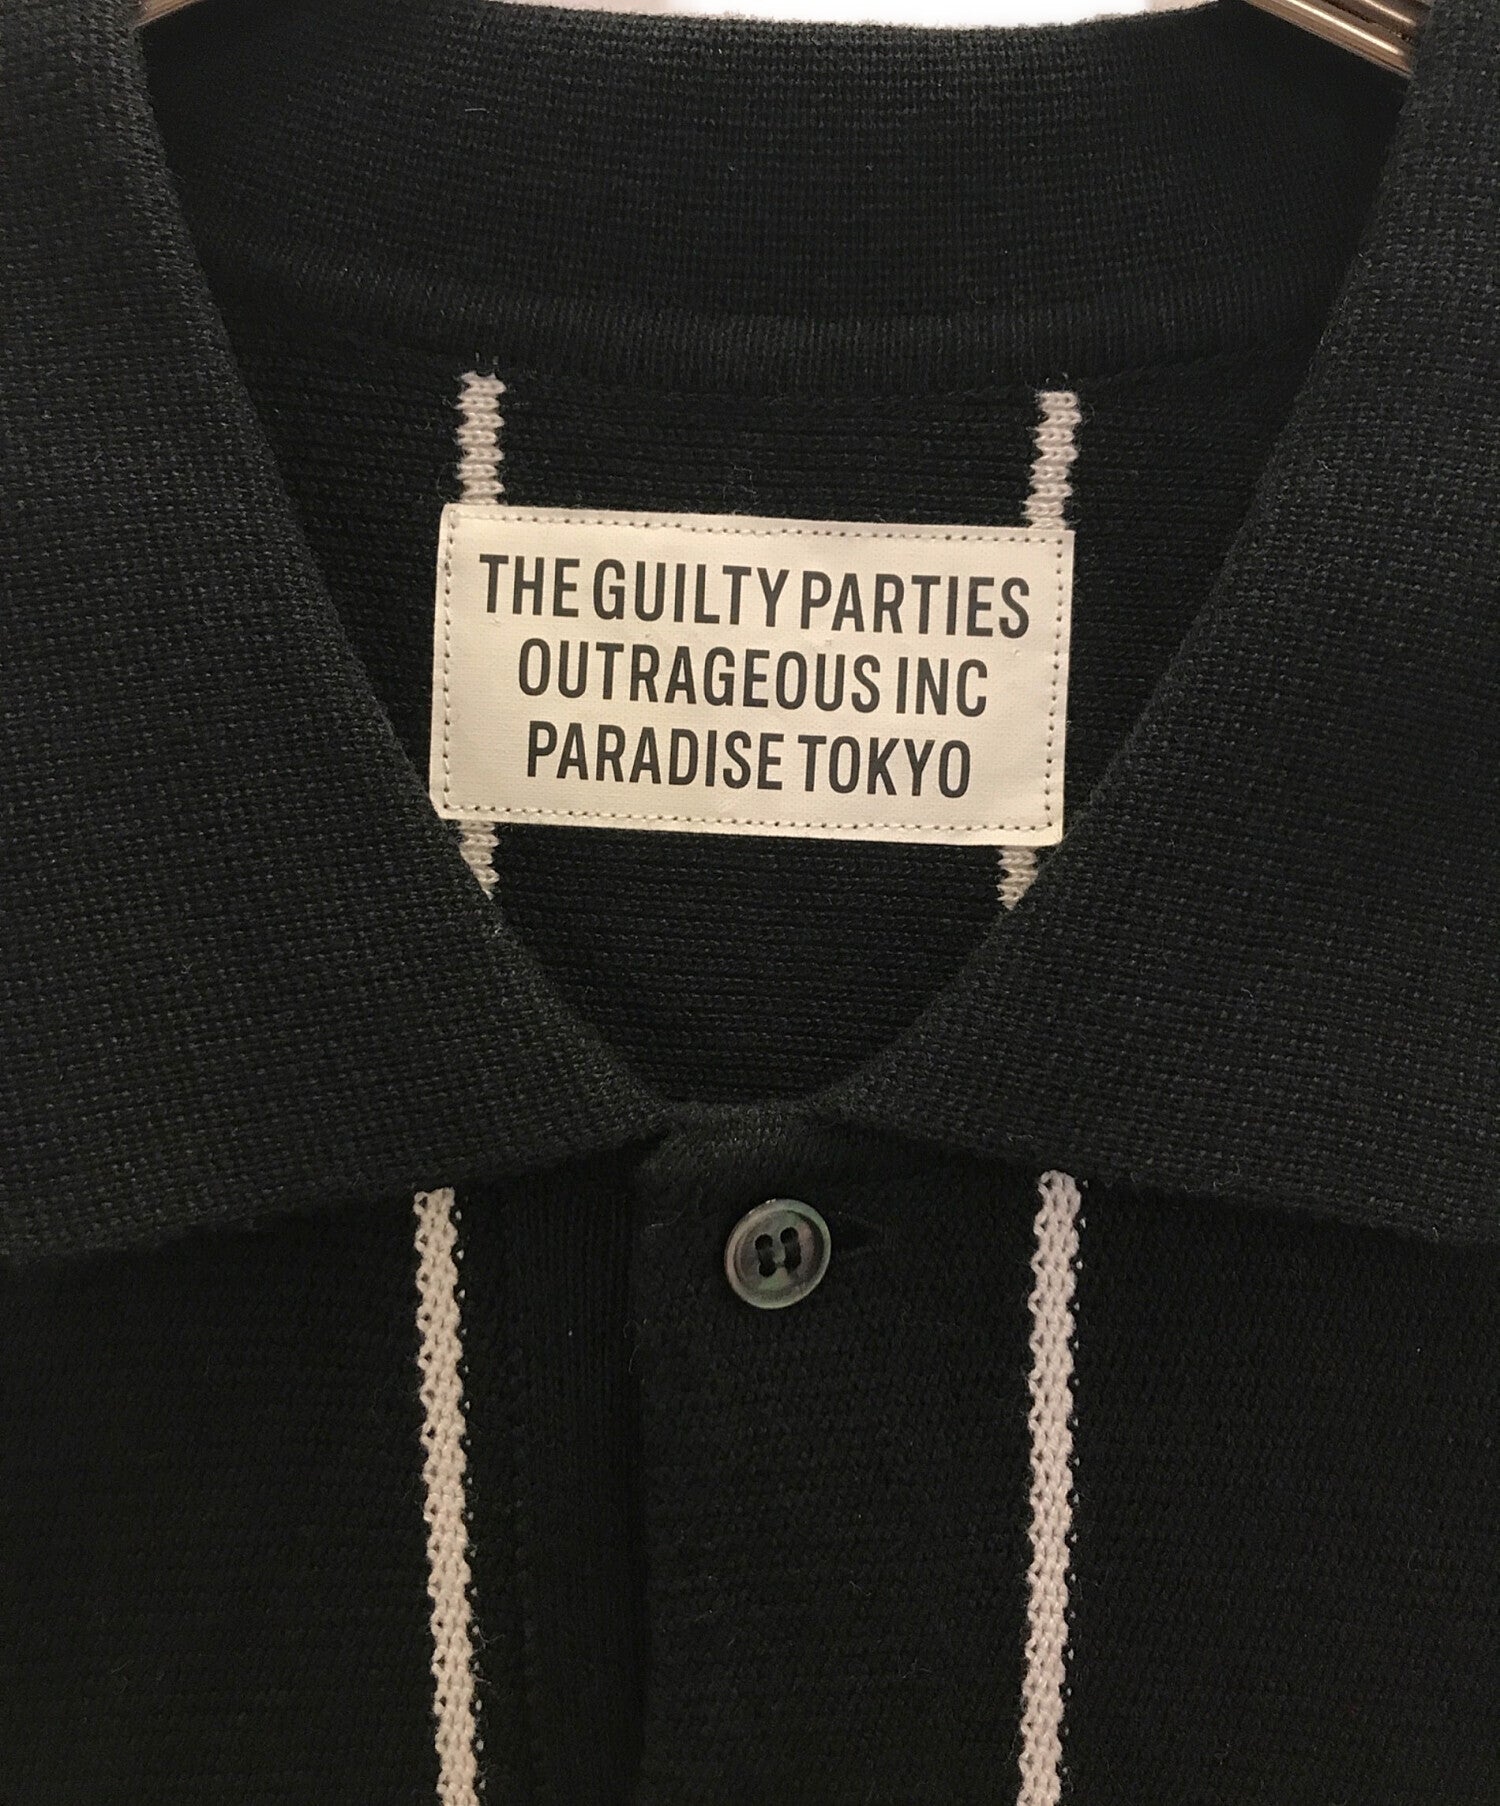 THE GUILTY PARTIES
OUTRAGEOUS INC
PARADISE TOKYO